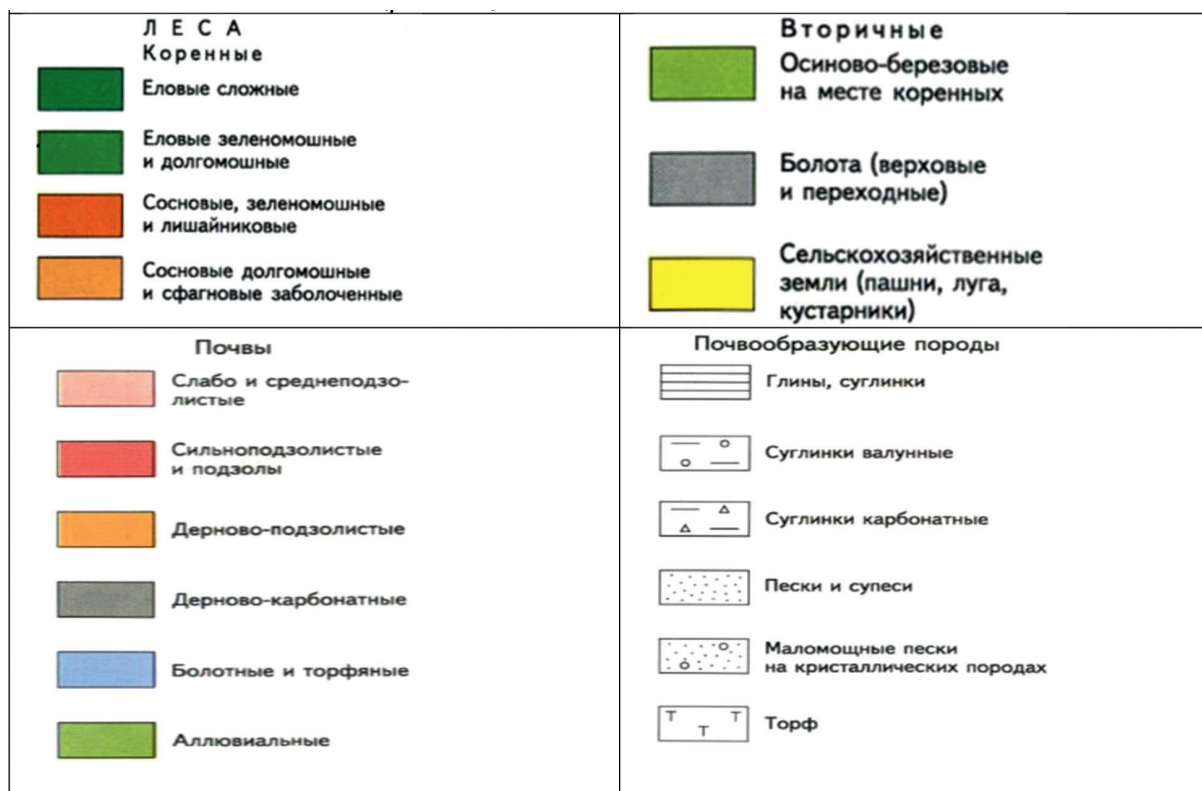 Л Е С А
Коренные
Еловые сложные
Еловые зеленомошные
и долгомошные
Сосновые, зеленомошные
и лишайниковые
Сосновые долгомошные
и сфагновые заболоченные
Вторичные
Осиново-березовые
на месте коренных
Болота (верховые
и переходные)
Сельскохозяйственные
земли (пашни, луга,
кустарники)
Почвы
Слабо и среднеподзо-
листые
Сильноподзолистые
и подзолы
Дерново-подзолистые
Дерново-карбонатные
Болотные и торфяные
Аллювиальные
Почвообразующие породы
Глины, суглинки
Суглинки валунные
Суглинки карбонатные
Пески и супеси
Маломощные пески
на кристаллических породах
Т Т
Т
Торф